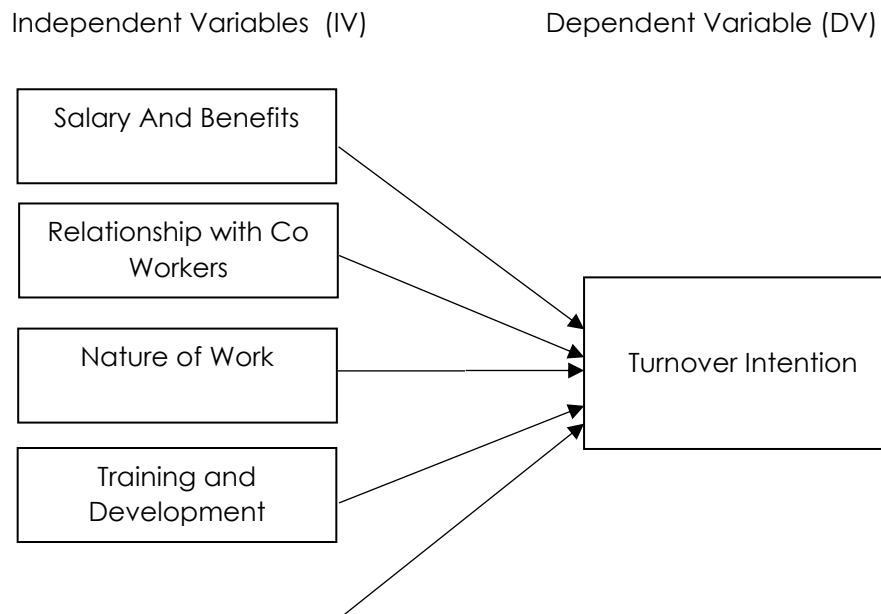 Independent Variables (IV)
Dependent Variable (DV)
Salary And Benefits
Relationship with Co
Workers
Nature of Work
Turnover Intention
Training and
Development